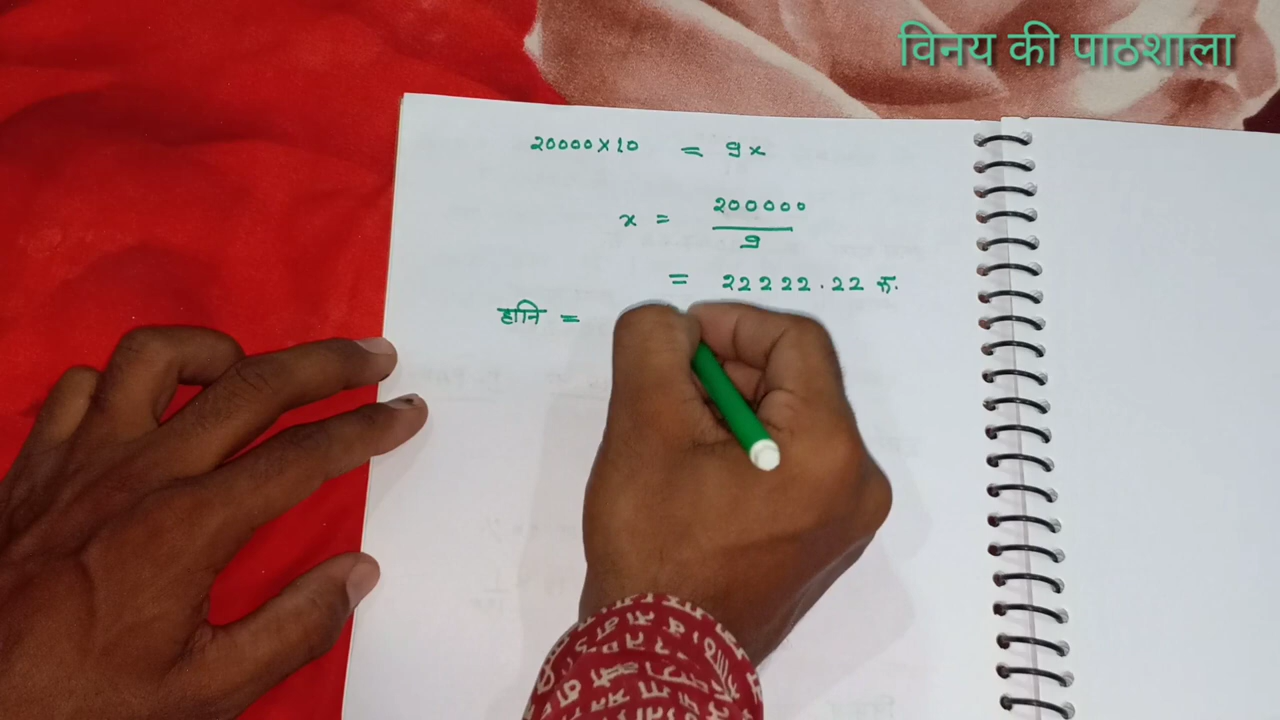 विनय की पाठशाला
20000×10 = 9x
x = 200000
9
= 22222.22 रु.
हानि =